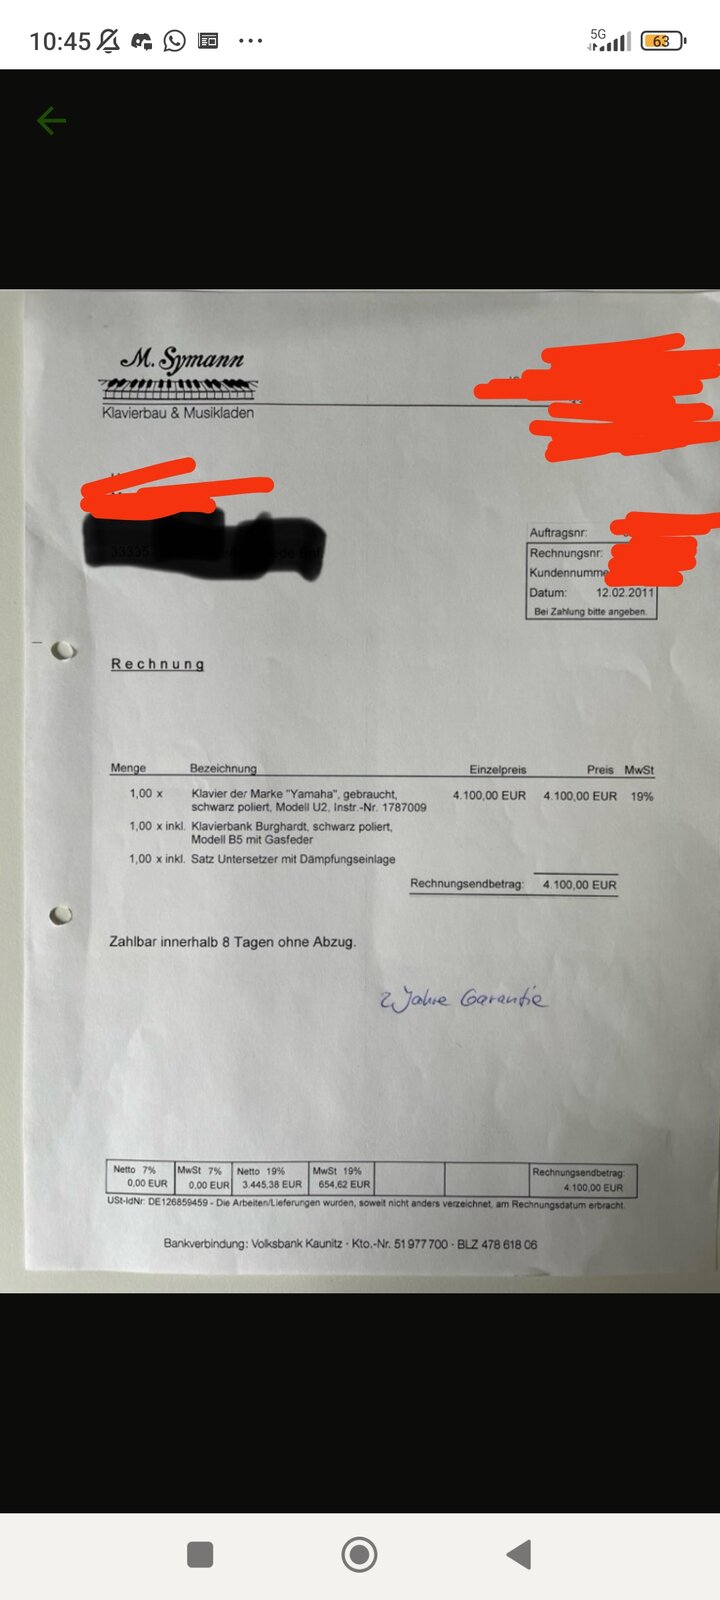 10:45
5G
63
M. Symann
Klavierbau & Musikladen
Auftragsnr:
Rechnungsnr:
Kundennumme
Datum: 12.02.2011
Bei Zahlung bitte angeben.
Rechnung
Menge Bezeichnung Einzelpreis Preis MwSt
1,00 x Klavier der Marke "Yamaha", gebraucht, 4.100,00 EUR 4.100,00 EUR 19%
schwarz poliert, Modell U2, Instr.-Nr. 1787009
1,00 x inkl. Klavierbank Burghardt, schwarz poliert,
Modell B5 mit Gasfeder
1,00 x inkl. Satz Untersetzer mit Dämpfungseinlage
Rechnungsendbetrag: 4.100,00 EUR
Zahlbar innerhalb 8 Tagen ohne Abzug.
2 Jahre Garantie
Netto 7% MwSt 7% Netto 19% MwSt 19% Rechnungsendbetrag:
0,00 EUR 0,00 EUR 3.445,38 EUR 654,62 EUR 4.100,00 EUR
USt-IdNr: DE126859459 - Die Arbeiten/Lieferungen wurden, soweit nicht anders verzeichnet, am Rechnungsdatum erbracht.
Bankverbindung: Volksbank Kaunitz · Kto.-Nr. 51 977 700 · BLZ 478 618 06